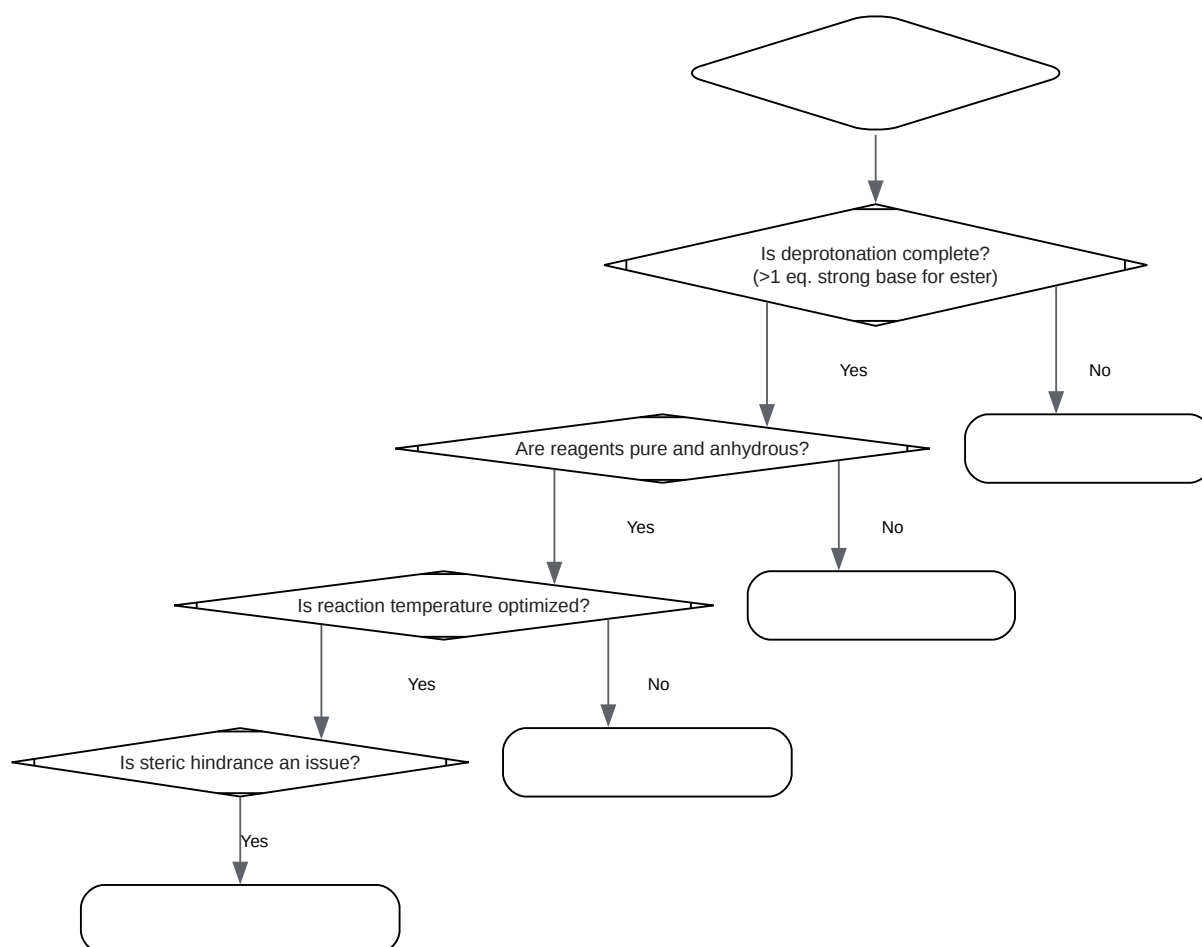 Is deprotonation complete?
(>1 eq. strong base for ester)
Yes
No
Are reagents pure and anhydrous?
Yes
No
Is reaction temperature optimized?
Yes
No
Is steric hindrance an issue?
Yes